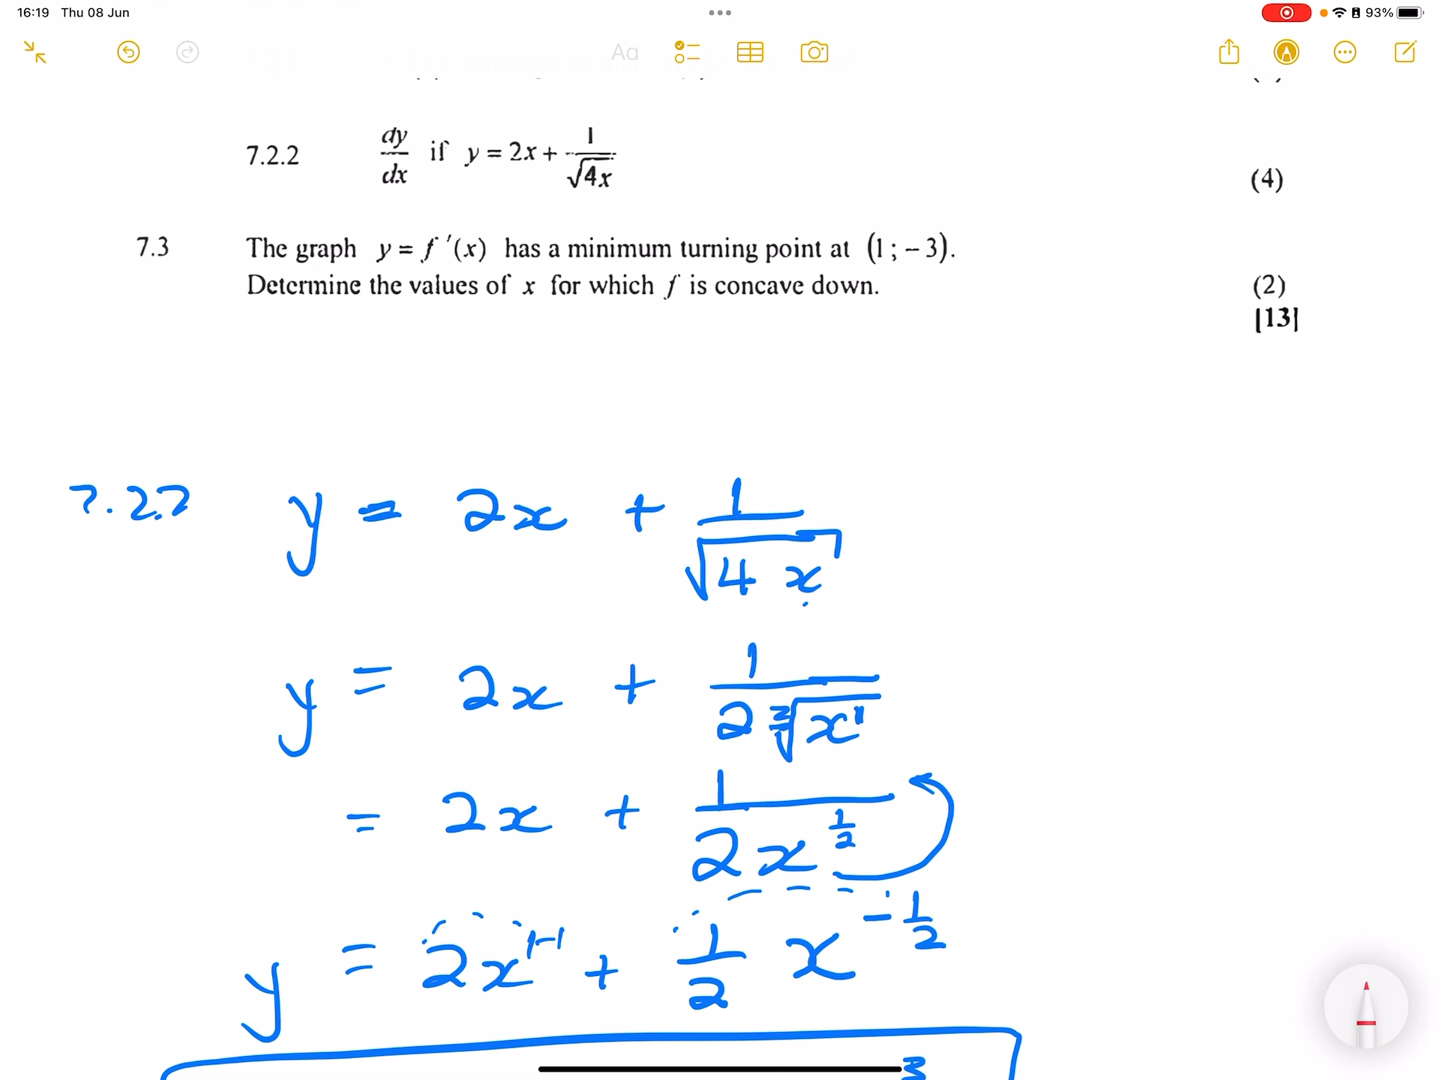 16:19 Thu 08 Jun 93%
Aa
7.2.2 dy/dx if y = 2x + 1/√4x (4)
7.3 The graph y = f ′(x) has a minimum turning point at (1 ; – 3).
Determine the values of x for which f is concave down. (2)
[13]
7.2.2 y = 2x + 1/√4x
y = 2x + 1/2 ²√x¹
= 2x + 1/2x^1/2
y = 2x^1-1 + 1/2 x^-1/2